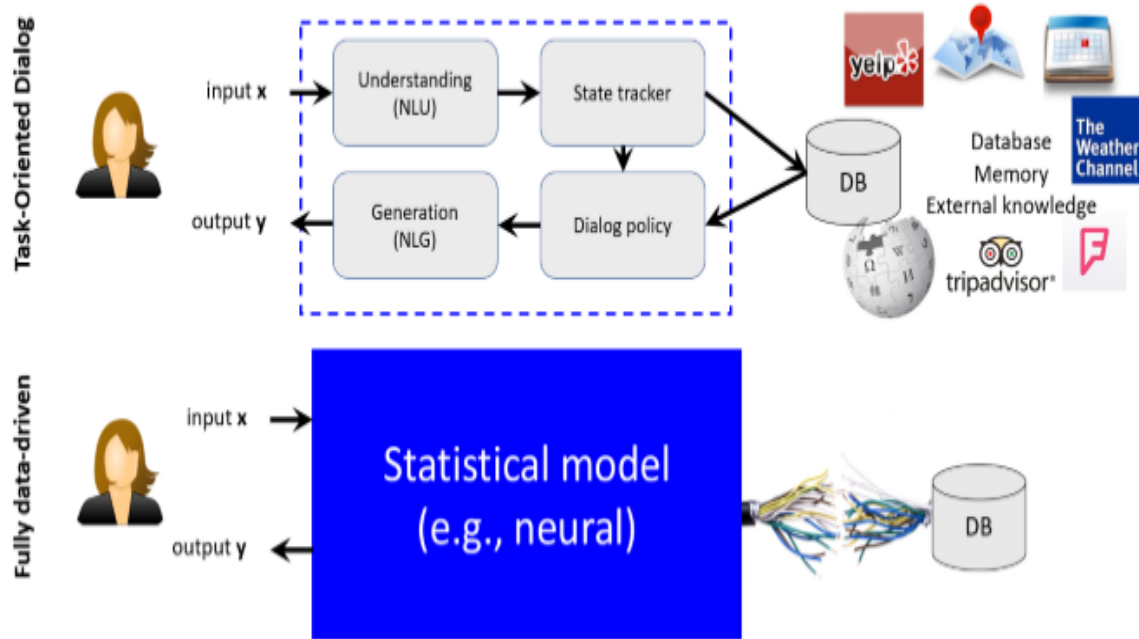 Task-Oriented Dialog
input x
Understanding
(NLU)
State tracker
output y
Generation
(NLG)
Dialog policy
DB
yelp
Database
Memory
External knowledge
The
Weather
Channel
Ω
W
И
tripadvisor®
Fully data-driven
input x
output y
Statistical model
(e.g., neural)
DB